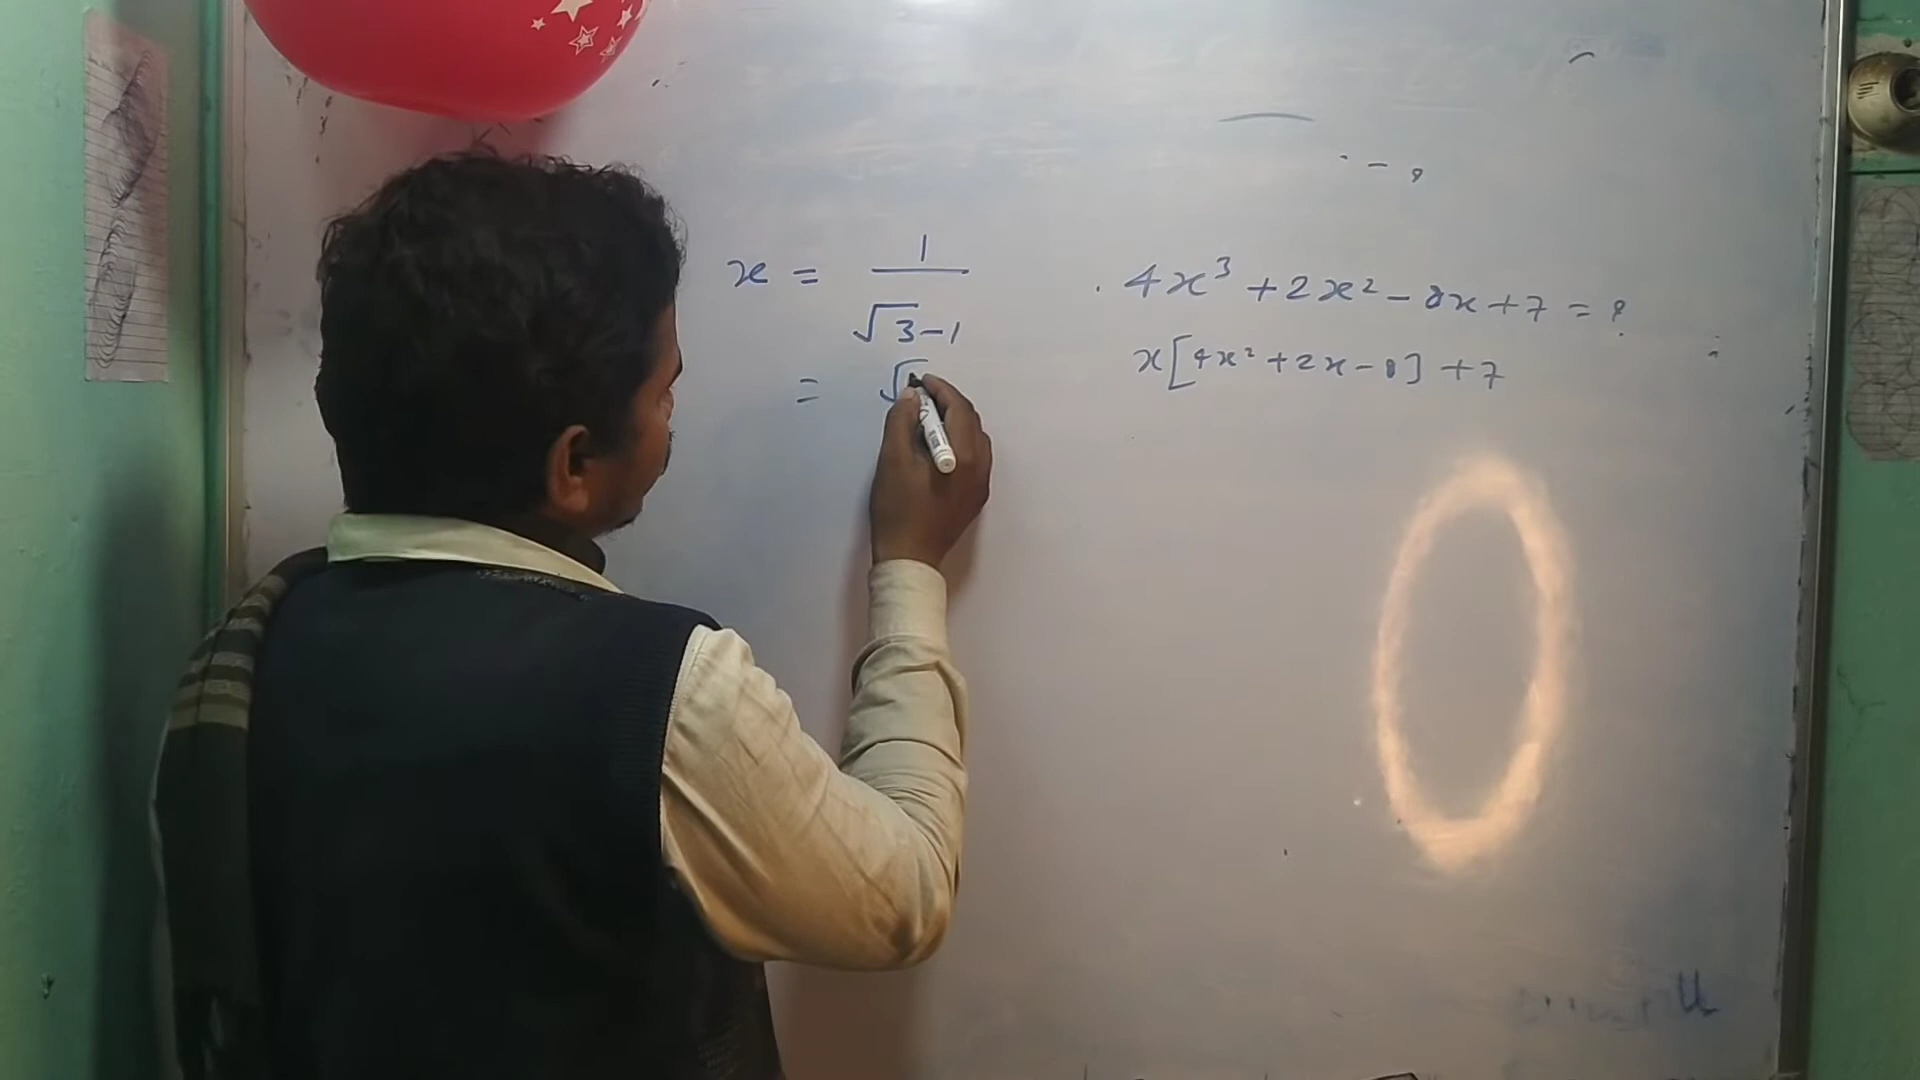 x = 1/(√3-1)
4x³ + 2x² - 8x + 7 = ?
= √
x[4x² + 2x - 8] + 7